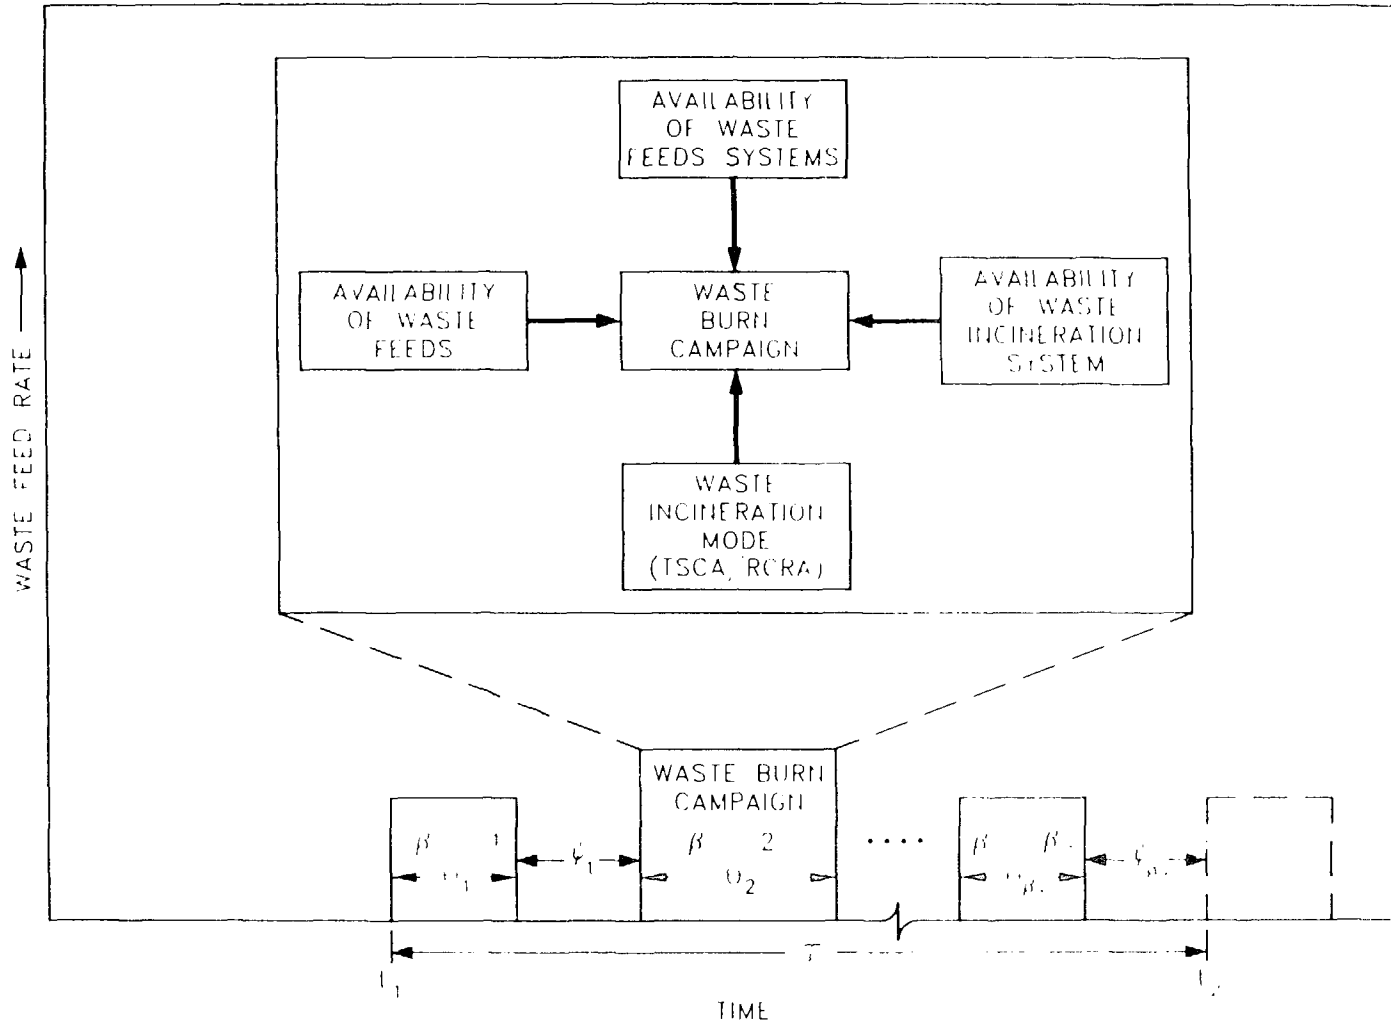 AVAILABILITY
OF WASTE
FEEDS SYSTEMS
AVAILABILITY
OF WASTE
FEEDS
WASTE
BURN
CAMPAIGN
AVAILABILITY
OF WASTE
INCINERATION
SYSTEM
WASTE
INCINERATION
MODE
(TSCA, RCRA)
WASTE FEED RATE
WASTE BURN
CAMPAIGN
β 1
β 2
....
β
T
TIME